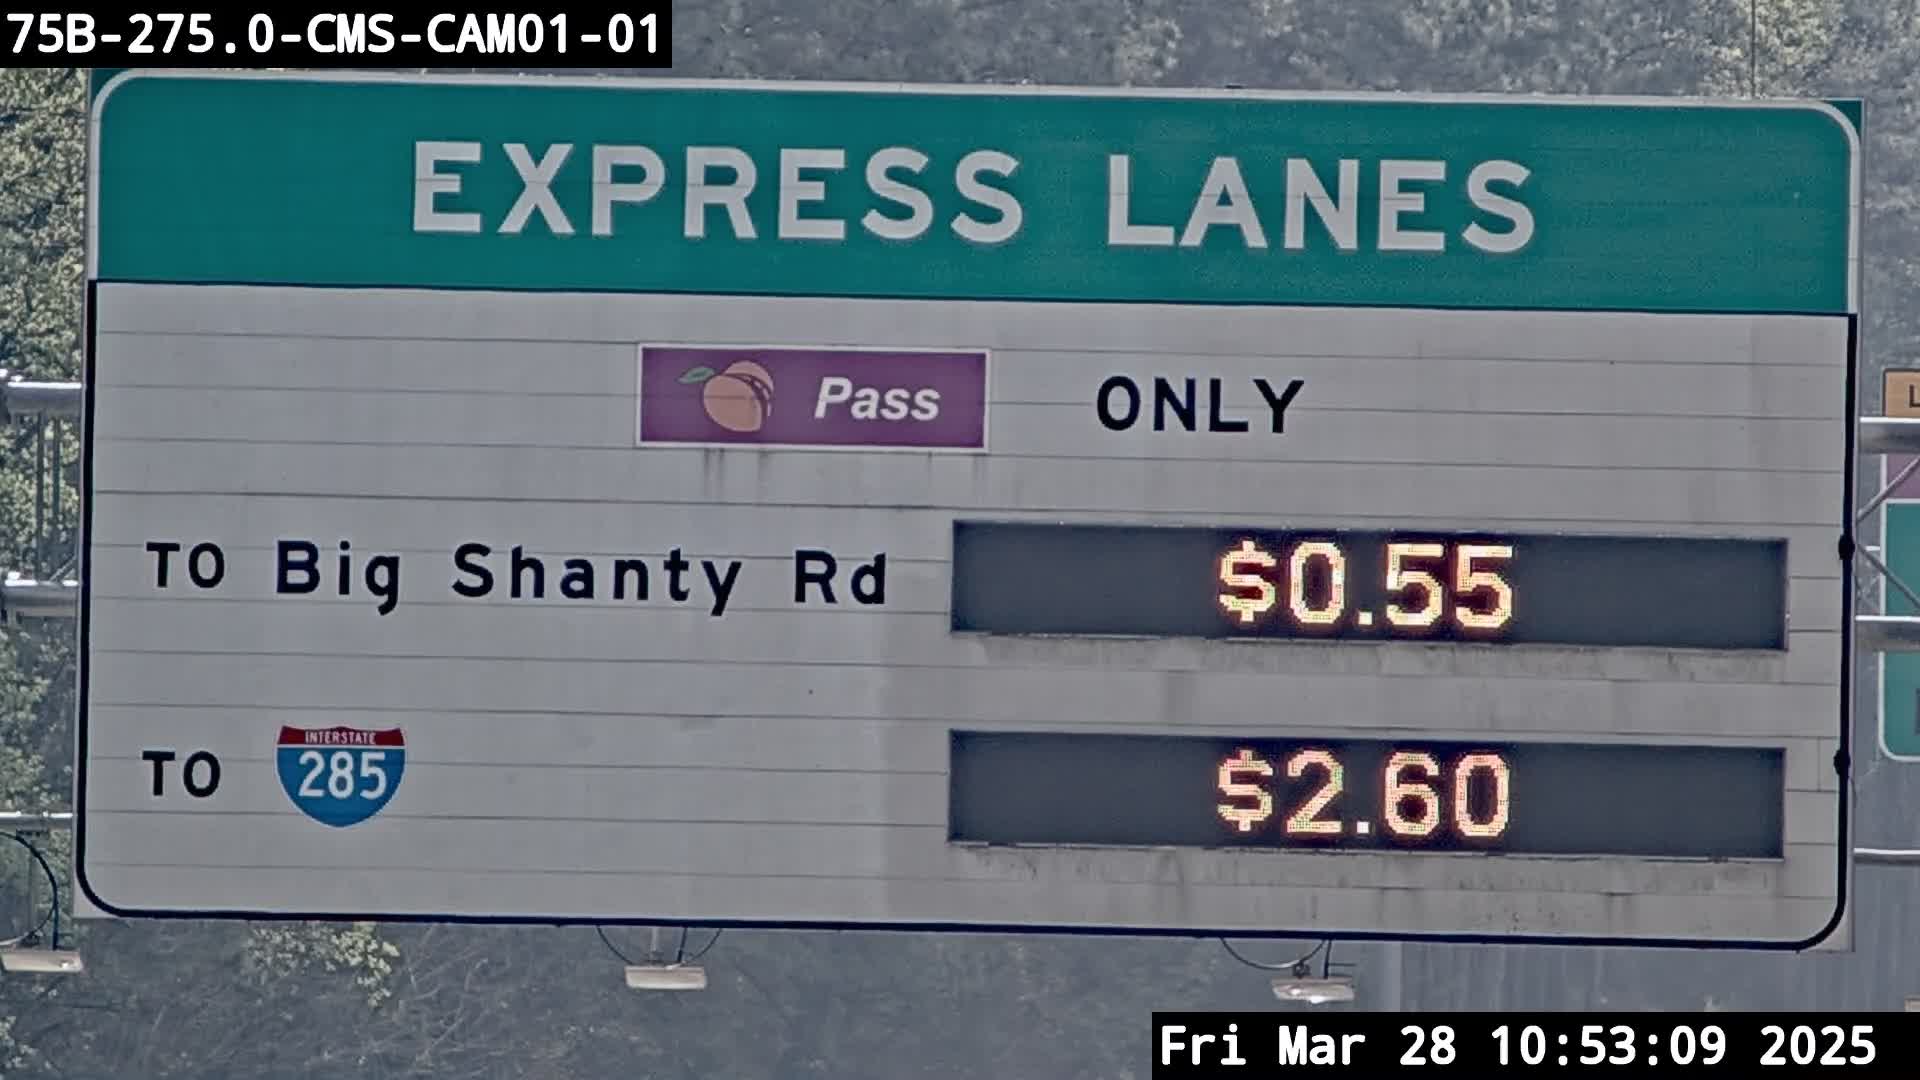 75B-275.0-CMS-CAM01-01
EXPRESS LANES
Pass ONLY
TO Big Shanty Rd $0.55
INTERSTATE
TO 285 $2.60
Fri Mar 28 10:53:09 2025